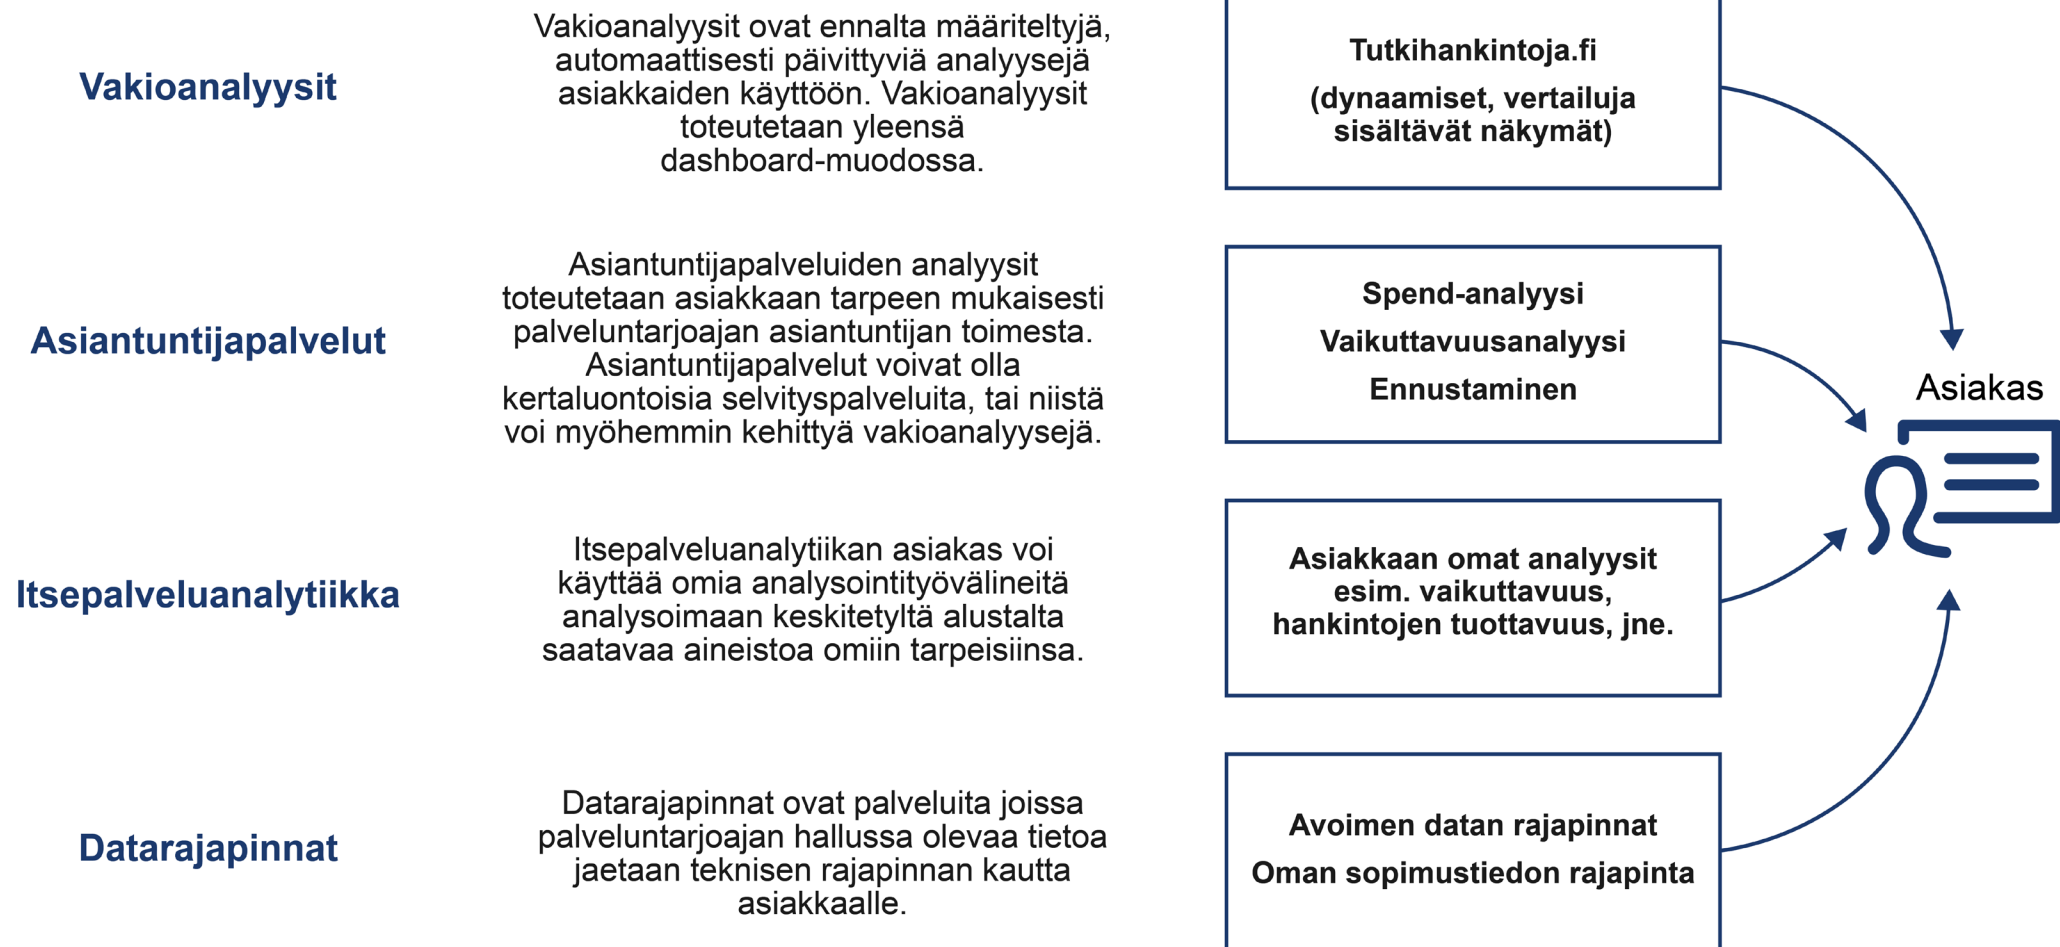 Vakioanalyysit
Vakioanalyysit ovat ennalta määriteltyjä,
automaattisesti päivittyviä analyysejä
asiakkaiden käyttöön. Vakioanalyysit
toteutetaan yleensä
dashboard-muodossa.
Tutkihankintoja.fi
(dynaamiset, vertailuja
sisältävät näkymät)
Asiantuntijapalvelut
Asiantuntijapalveluiden analyysit
toteutetaan asiakkaan tarpeen mukaisesti
palveluntarjoajan asiantuntijan toimesta.
Asiantuntijapalvelut voivat olla
kertaluontoisia selvityspalveluita, tai niistä
voi myöhemmin kehittyä vakioanalyysejä.
Spend-analyysi
Vaikuttavuusanalyysi
Ennustaminen
Asiakas
Itsepalveluanalytiikka
Itsepalveluanalytiikan asiakas voi
käyttää omia analysointityövälineitä
analysoimaan keskitetyltä alustalta
saatavaa aineistoa omiin tarpeisiinsa.
Asiakkaan omat analyysit
esim. vaikuttavuus,
hankintojen tuottavuus, jne.
Datarajapinnat
Datarajapinnat ovat palveluita joissa
palveluntarjoajan hallussa olevaa tietoa
jaetaan teknisen rajapinnan kautta
asiakkaalle.
Avoimen datan rajapinnat
Oman sopimustiedon rajapinta